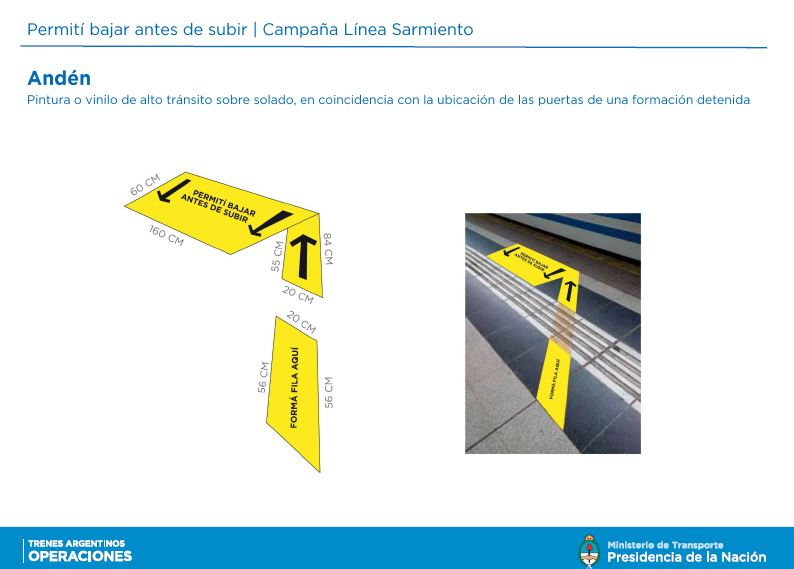 Permití bajar antes de subir | Campaña Línea Sarmiento
Andén
Pintura o vinilo de alto tránsito sobre solado, en coincidencia con la ubicación de las puertas de una formación detenida
60 CM
PERMITÍ BAJAR
ANTES DE SUBIR
160 CM
55 CM
84 CM
20 CM
20 CM
56 CM
FORMÁ FILA AQUÍ
95 CM
PERMITÍ BAJAR
ANTES DE SUBIR
FORMÁ FILA AQUÍ
TRENES ARGENTINOS
OPERACIONES
Ministerio de Transporte
Presidencia de la Nación